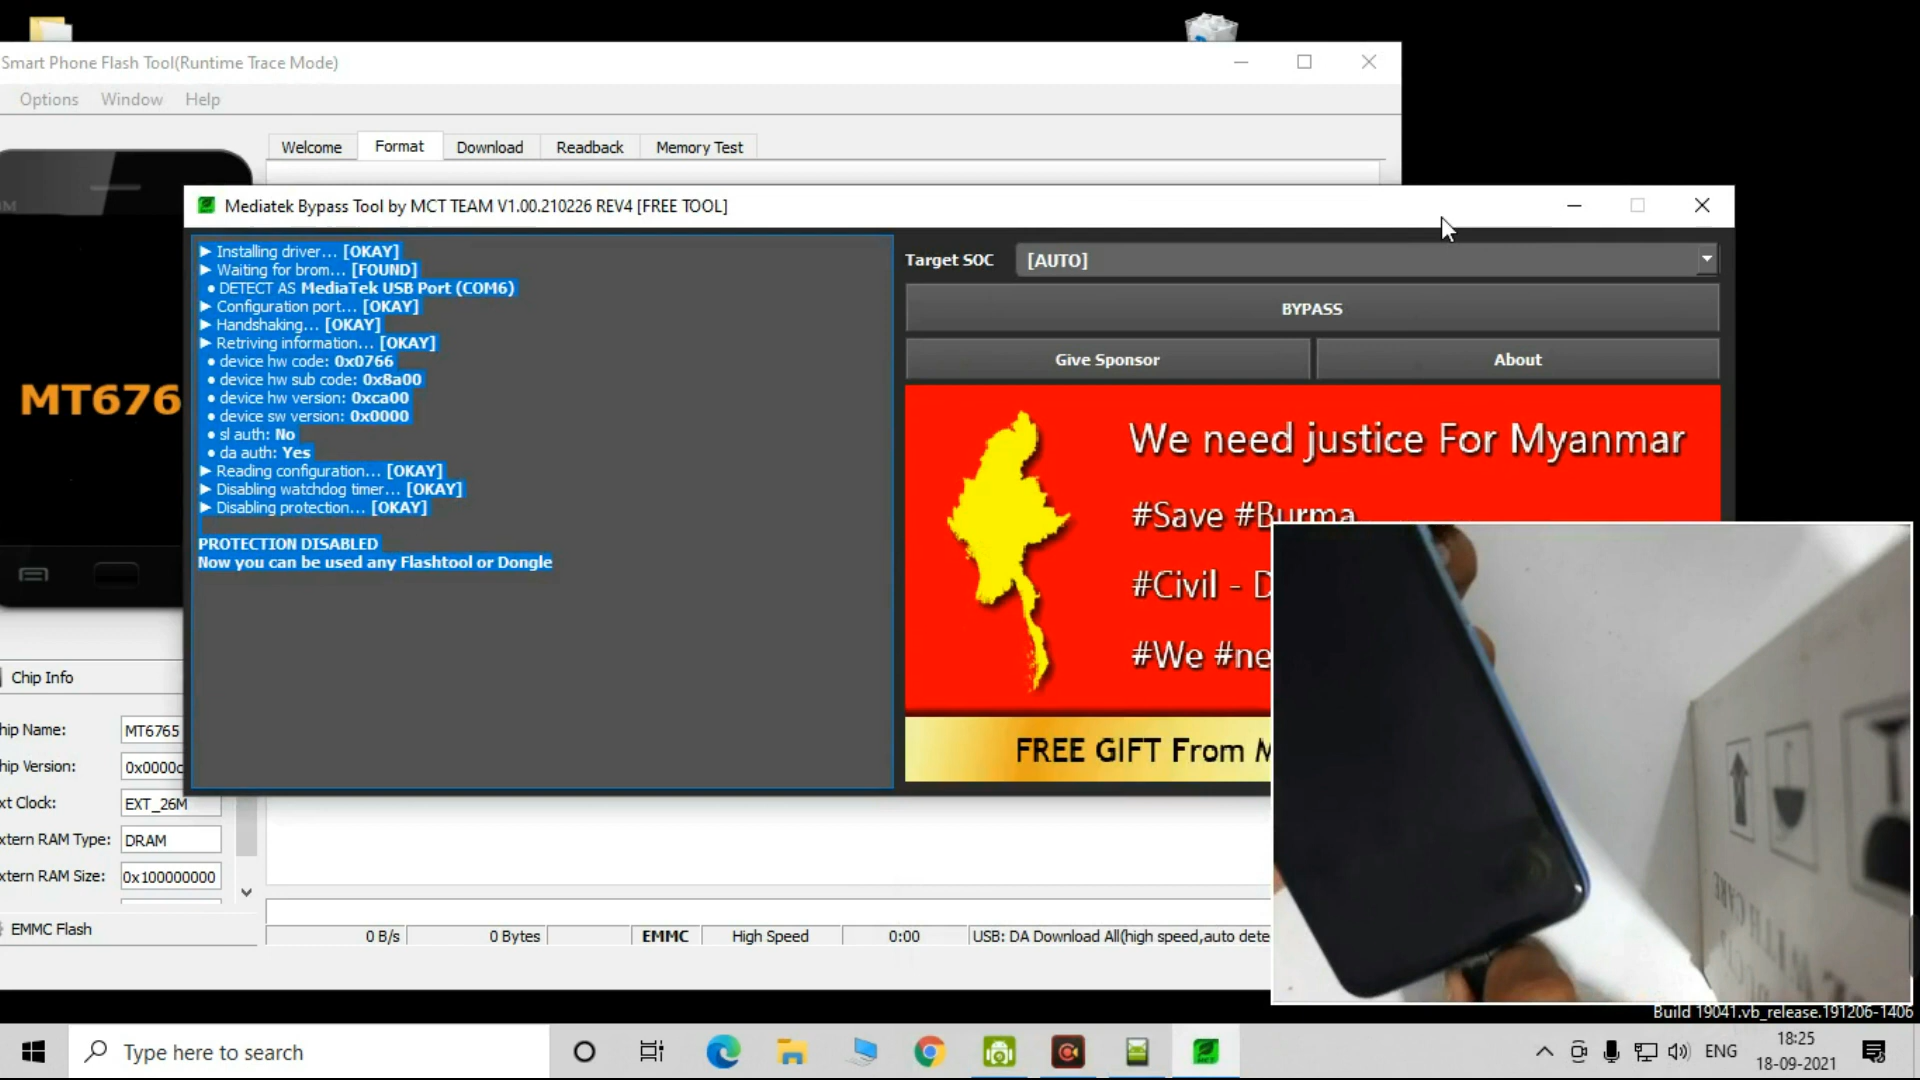 Smart Phone Flash Tool(Runtime Trace Mode)
Options Window Help
Welcome Format Download Readback Memory Test
Mediatek Bypass Tool by MCT TEAM V1.00.210226 REV4 [FREE TOOL]
► Installing driver... [OKAY]
► Waiting for brom... [FOUND]
• DETECT AS MediaTek USB Port (COM6)
► Configuration port... [OKAY]
► Handshaking... [OKAY]
► Retriving information... [OKAY]
• device hw code: 0x0766
• device hw sub code: 0x8a00
• device hw version: 0xca00
• device sw version: 0x0000
• sl auth: No
• da auth: Yes
► Reading configuration... [OKAY]
► Disabling watchdog timer... [OKAY]
► Disabling protection... [OKAY]
PROTECTION DISABLED
Now you can be used any Flashtool or Dongle
Target SOC [AUTO]
BYPASS
Give Sponsor About
We need justice For Myanmar
#Save #Burma
#Civil - D
#We #ne
FREE GIFT From M
MT676
Chip Info
hip Name: MT6765
hip Version: 0x0000c
xt Clock: EXT_26M
xtern RAM Type: DRAM
xtern RAM Size: 0x100000000
EMMC Flash
0 B/s 0 Bytes EMMC High Speed 0:00 USB: DA Download All(high speed,auto dete
Build 19041.vb_release.191206-1406
Type here to search
ENG
18:25
18-09-2021